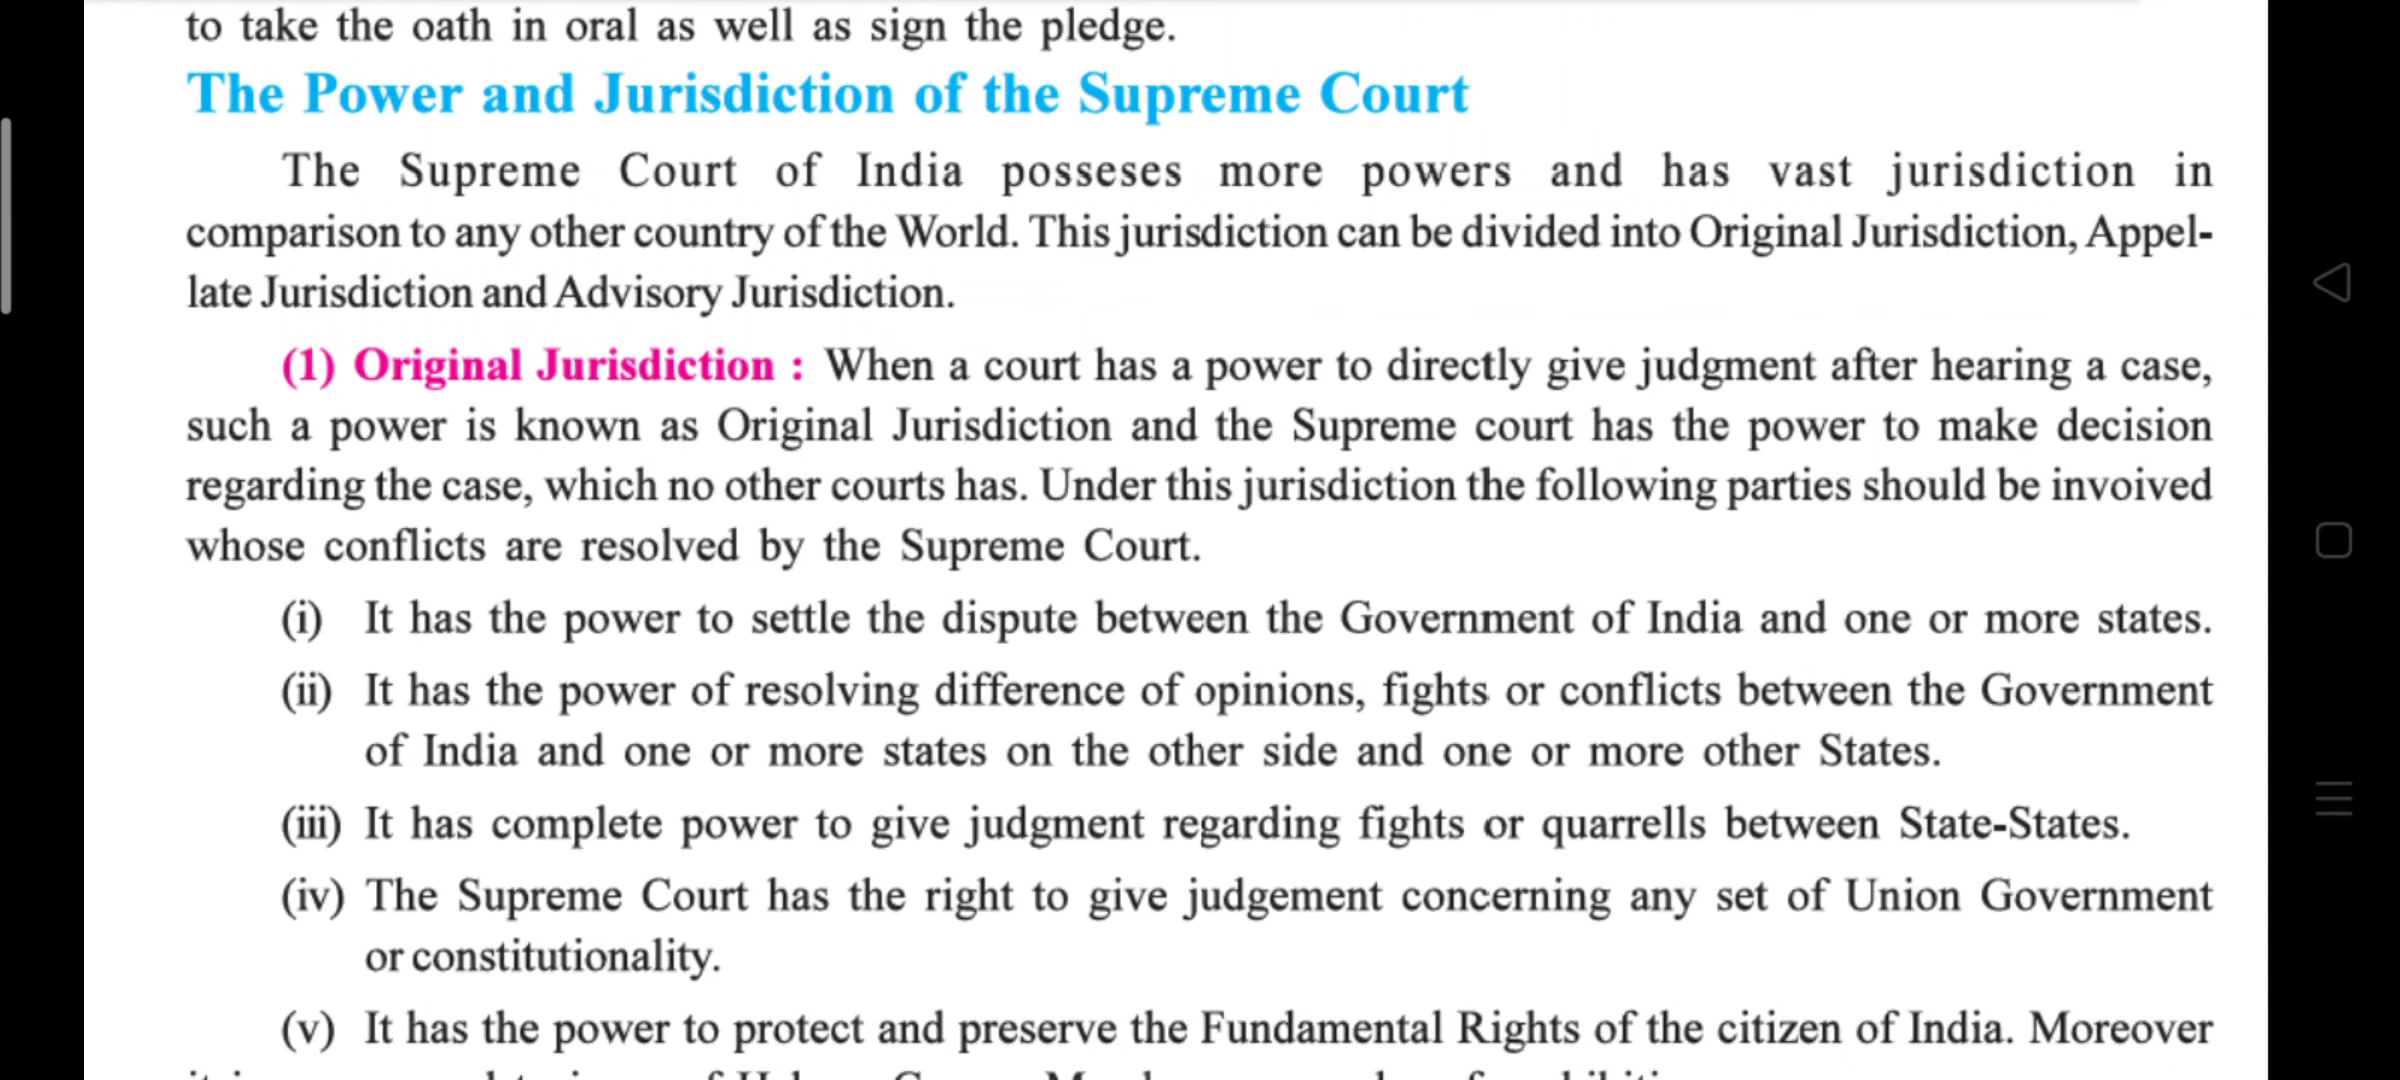 to take the oath in oral as well as sign the pledge.
The Power and Jurisdiction of the Supreme Court
The Supreme Court of India posseses more powers and has vast jurisdiction in
comparison to any other country of the World. This jurisdiction can be divided into Original Jurisdiction, Appel-
late Jurisdiction and Advisory Jurisdiction.
(1) Original Jurisdiction : When a court has a power to directly give judgment after hearing a case,
such a power is known as Original Jurisdiction and the Supreme court has the power to make decision
regarding the case, which no other courts has. Under this jurisdiction the following parties should be invoived
whose conflicts are resolved by the Supreme Court.
(i) It has the power to settle the dispute between the Government of India and one or more states.
(ii) It has the power of resolving difference of opinions, fights or conflicts between the Government
of India and one or more states on the other side and one or more other States.
(iii) It has complete power to give judgment regarding fights or quarrells between State-States.
(iv) The Supreme Court has the right to give judgement concerning any set of Union Government
or constitutionality.
(v) It has the power to protect and preserve the Fundamental Rights of the citizen of India. Moreover